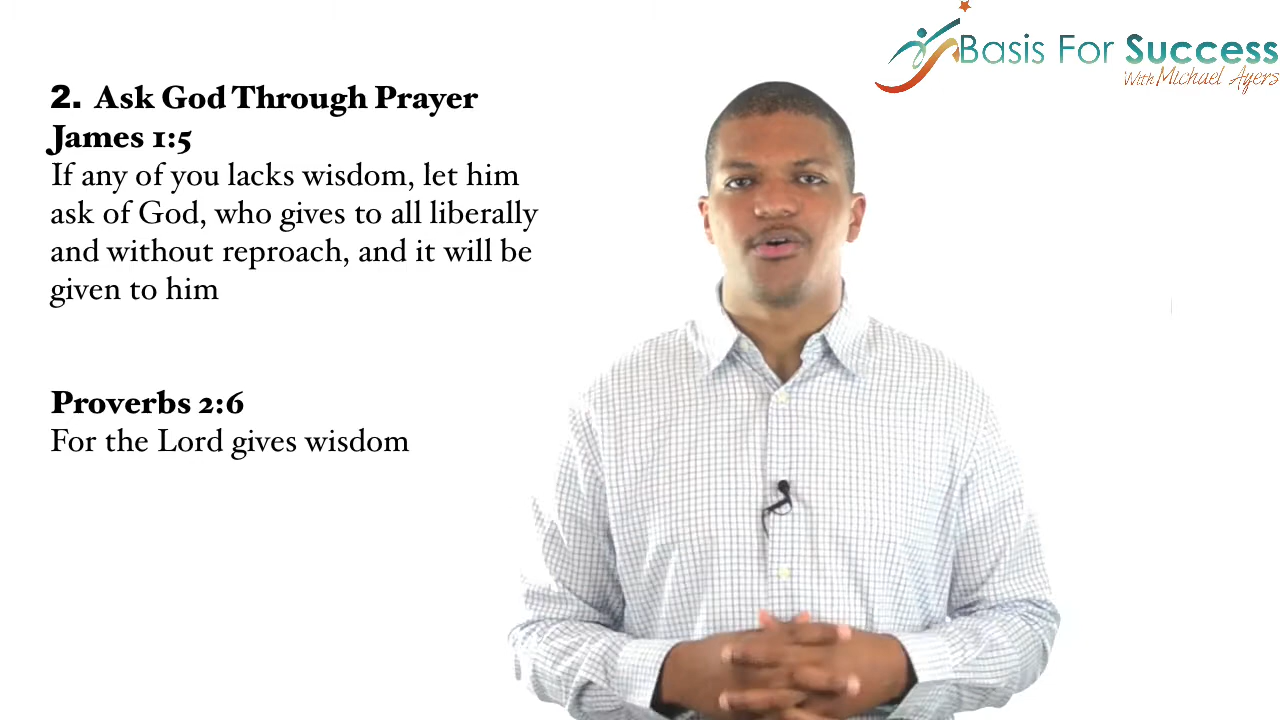 Basis For Success
With Michael Ayers
2. Ask God Through Prayer
James 1:5
If any of you lacks wisdom, let him
ask of God, who gives to all liberally
and without reproach, and it will be
given to him
Proverbs 2:6
For the Lord gives wisdom